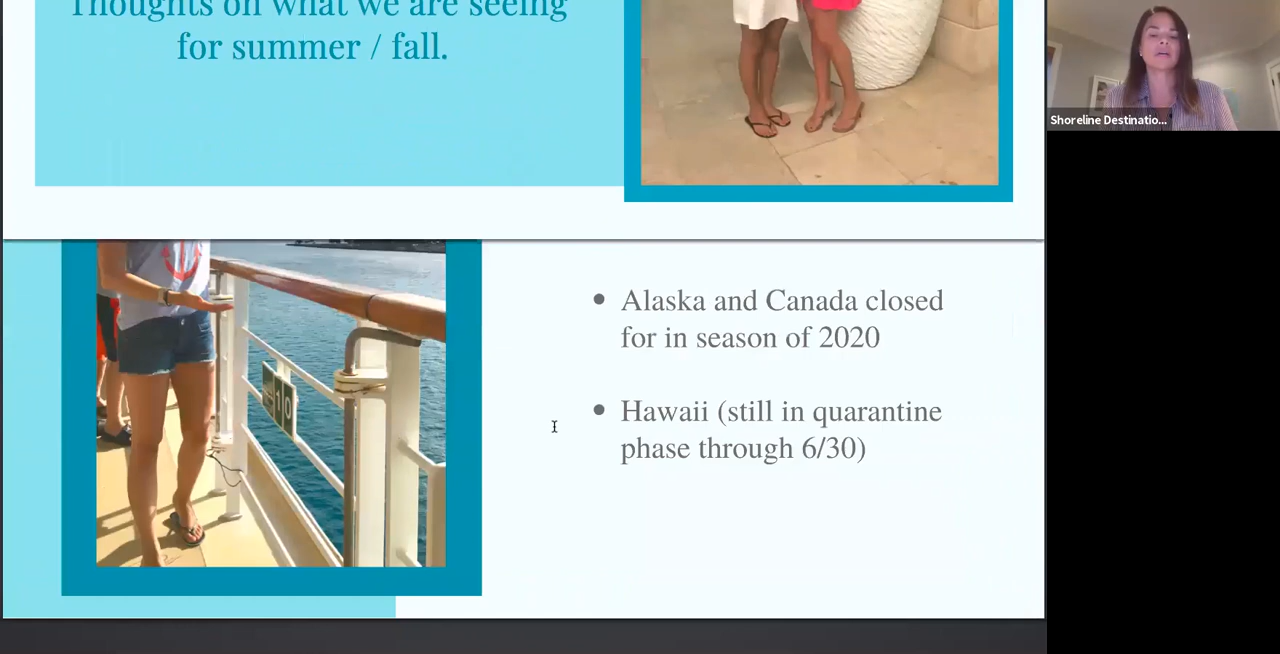 Thoughts on what we are seeing
for summer / fall.
Shoreline Destinatio...
• Alaska and Canada closed
for in season of 2020
• Hawaii (still in quarantine
phase through 6/30)
10